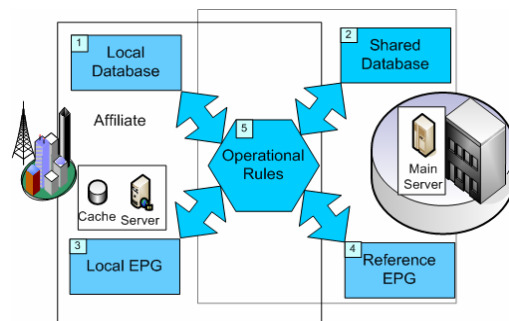 1
Local
Database
2
Shared
Database
Affiliate
5
Operational
Rules
Main
Server
Cache
Server
3
Local EPG
4
Reference
EPG